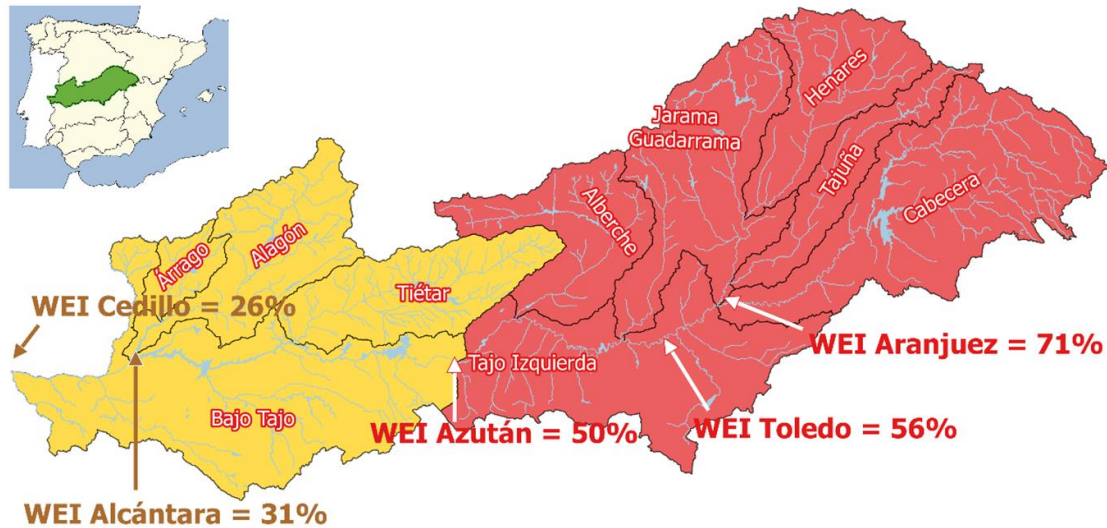 Henares
Jarama
Guadarrama
Tajuña
Cabecera
Alberche
Alagón
Árrago
Tiétar
WEI Cedillo = 26%
WEI Aranjuez = 71%
Tajo Izquierda
Bajo Tajo
WEI Azután = 50%
WEI Toledo = 56%
WEI Alcántara = 31%